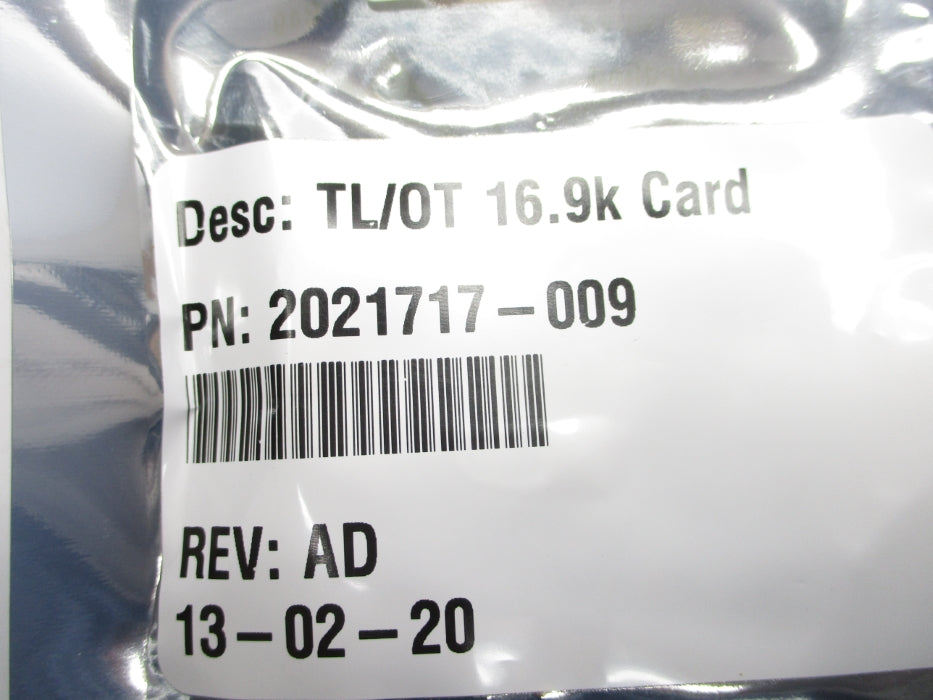 Desc: TL/OT 16.9k Card
PN: 2021717-009
REV: AD
13-02-20